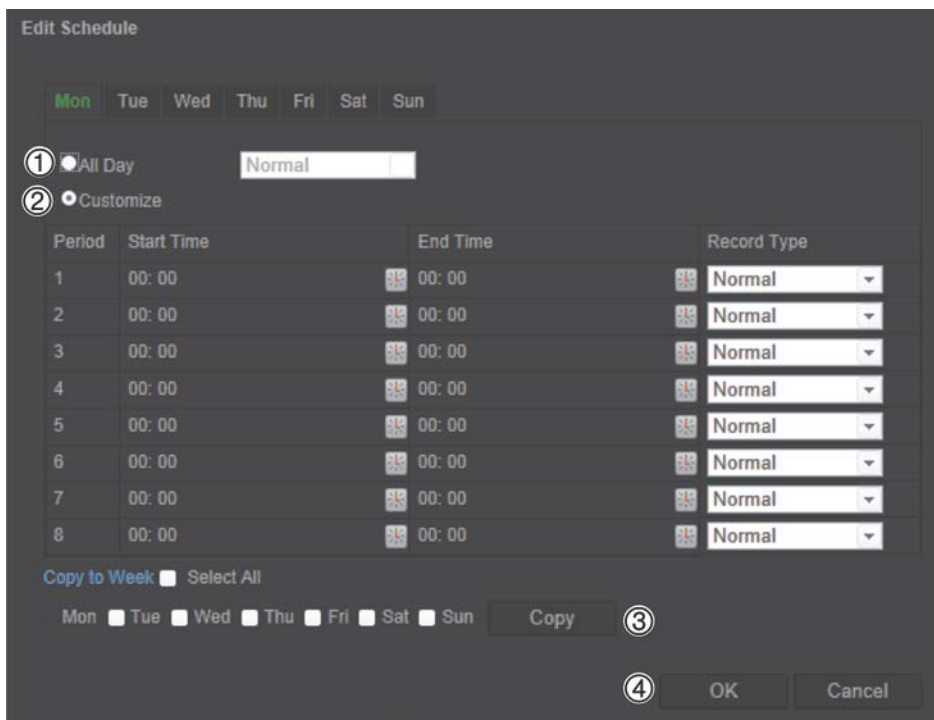 Edit Schedule
Mon Tue Wed Thu Fri Sat Sun
① All Day Normal
② Customize
Period Start Time End Time Record Type
1 00: 00 00: 00 Normal
2 00: 00 00: 00 Normal
3 00: 00 00: 00 Normal
4 00: 00 00: 00 Normal
5 00: 00 00: 00 Normal
6 00: 00 00: 00 Normal
7 00: 00 00: 00 Normal
8 00: 00 00: 00 Normal
Copy to Week Select All
Mon Tue Wed Thu Fri Sat Sun Copy ③
④ OK Cancel